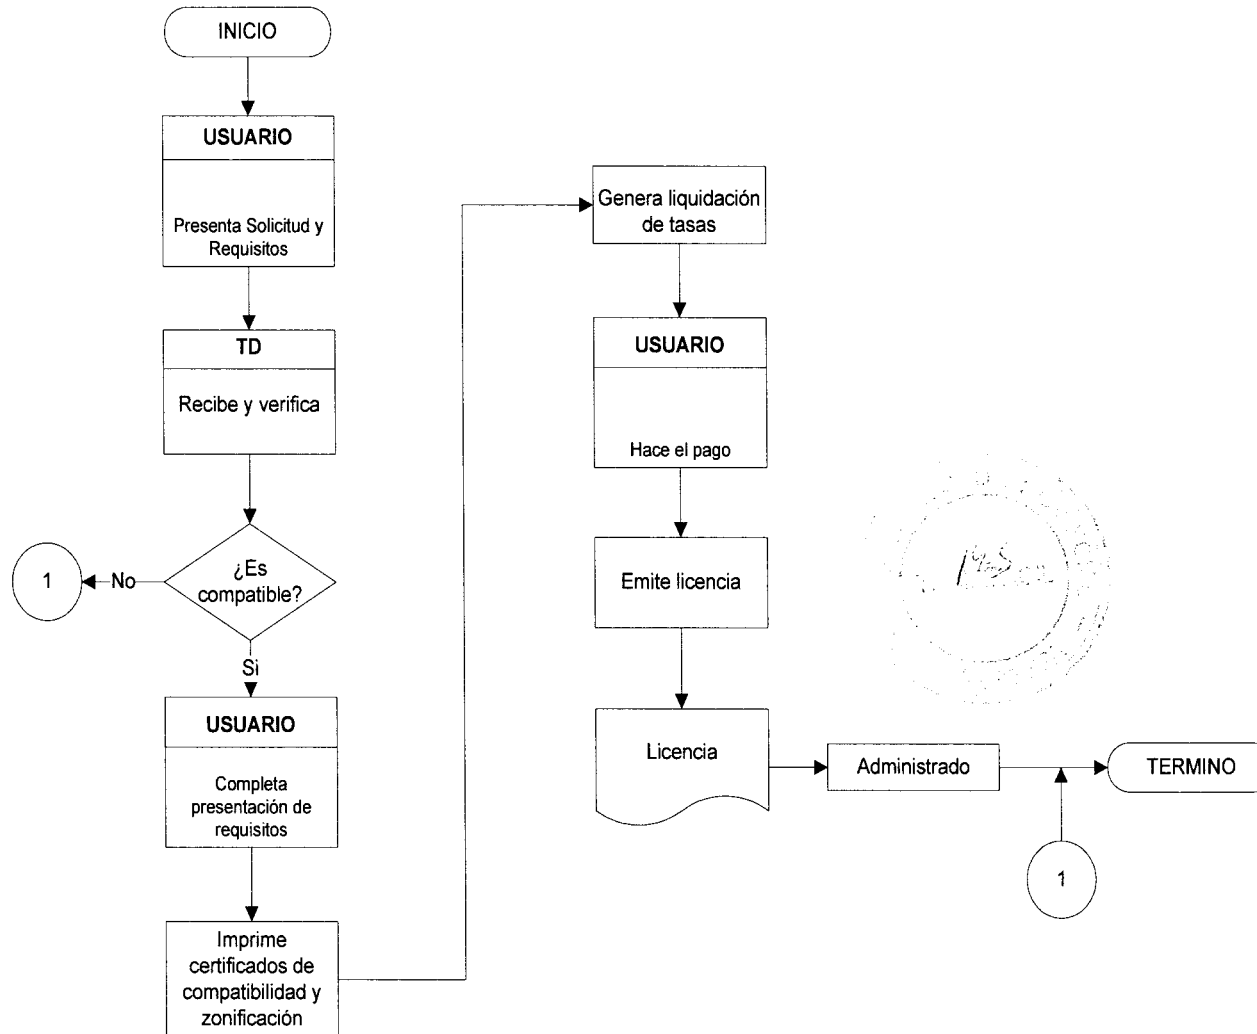 INICIO
USUARIO
Presenta Solicitud y
Requisitos
TD
Recibe y verifica
¿Es
compatible?
No
1
Si
USUARIO
Completa
presentación de
requisitos
Imprime
certificados de
compatibilidad y
zonificación
Genera liquidación
de tasas
USUARIO
Hace el pago
Emite licencia
Licencia
Administrado
TERMINO
1